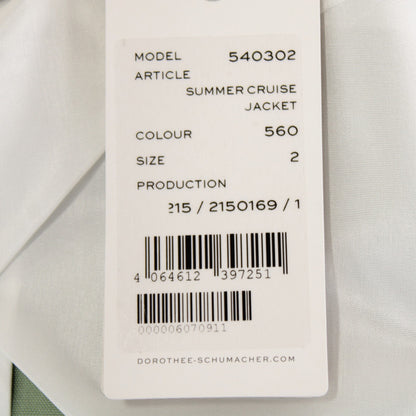 MODEL 540302
ARTICLE
SUMMER CRUISE
JACKET
COLOUR 560
SIZE 2
PRODUCTION
215 / 2150169 / 1
4 064612 397251
000006070911
DOROTHEE-SCHUMACHER.COM